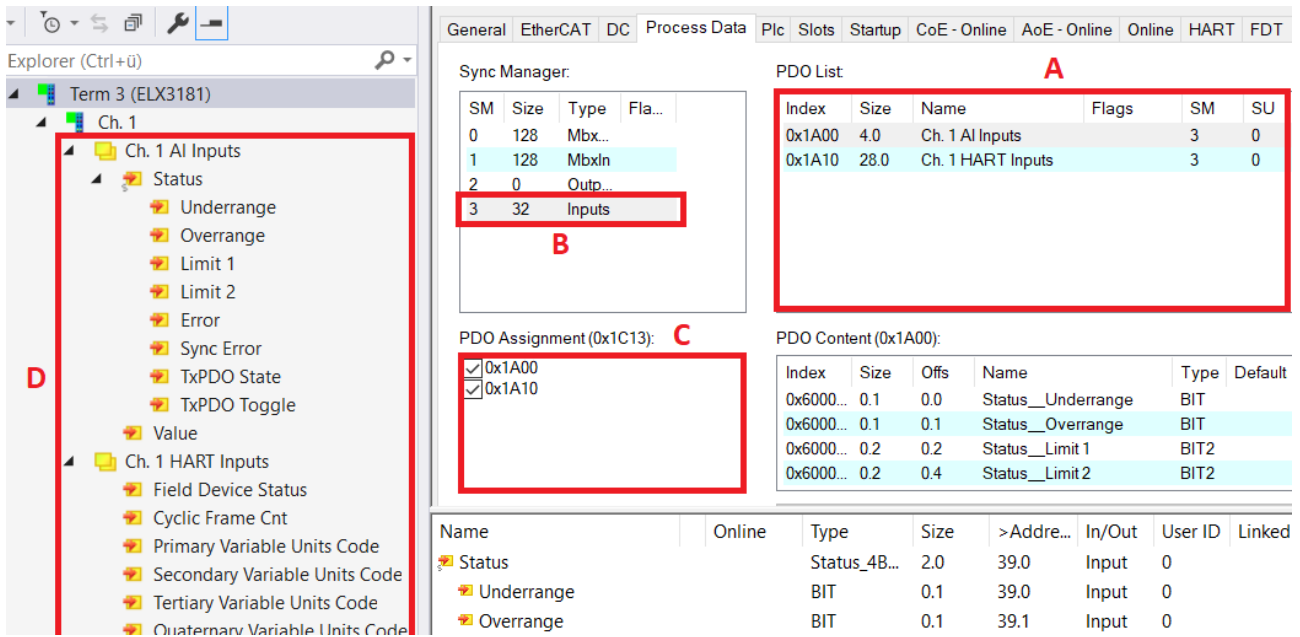 General EtherCAT DC Process Data Plc Slots Startup CoE - Online AoE - Online Online HART FDT
Explorer (Ctrl+ü)
Term 3 (ELX3181)
Ch. 1
Ch. 1 AI Inputs
Status
Underrange
Overrange
Limit 1
Limit 2
Error
Sync Error
D
TxPDO State
TxPDO Toggle
Value
Ch. 1 HART Inputs
Field Device Status
Cyclic Frame Cnt
Primary Variable Units Code
Secondary Variable Units Code
Tertiary Variable Units Code
Quaternary Variable Units Code
Sync Manager:
SM Size Type Fla...
0 128 Mbx...
1 128 MbxIn
2 0 Outp...
3 32 Inputs
B
PDO List:
A
Index Size Name Flags SM SU
0x1A00 4.0 Ch. 1 AI Inputs 3 0
0x1A10 28.0 Ch. 1 HART Inputs 3 0
PDO Assignment (0x1C13):
C
0x1A00
0x1A10
PDO Content (0x1A00):
Index Size Offs Name Type Default
0x6000... 0.1 0.0 Status__Underrange BIT
0x6000... 0.1 0.1 Status__Overrange BIT
0x6000... 0.2 0.2 Status__Limit 1 BIT2
0x6000... 0.2 0.4 Status__Limit 2 BIT2
Name Online Type Size >Addre... In/Out User ID Linked
Status Status_4B... 2.0 39.0 Input 0
Underrange BIT 0.1 39.0 Input 0
Overrange BIT 0.1 39.1 Input 0